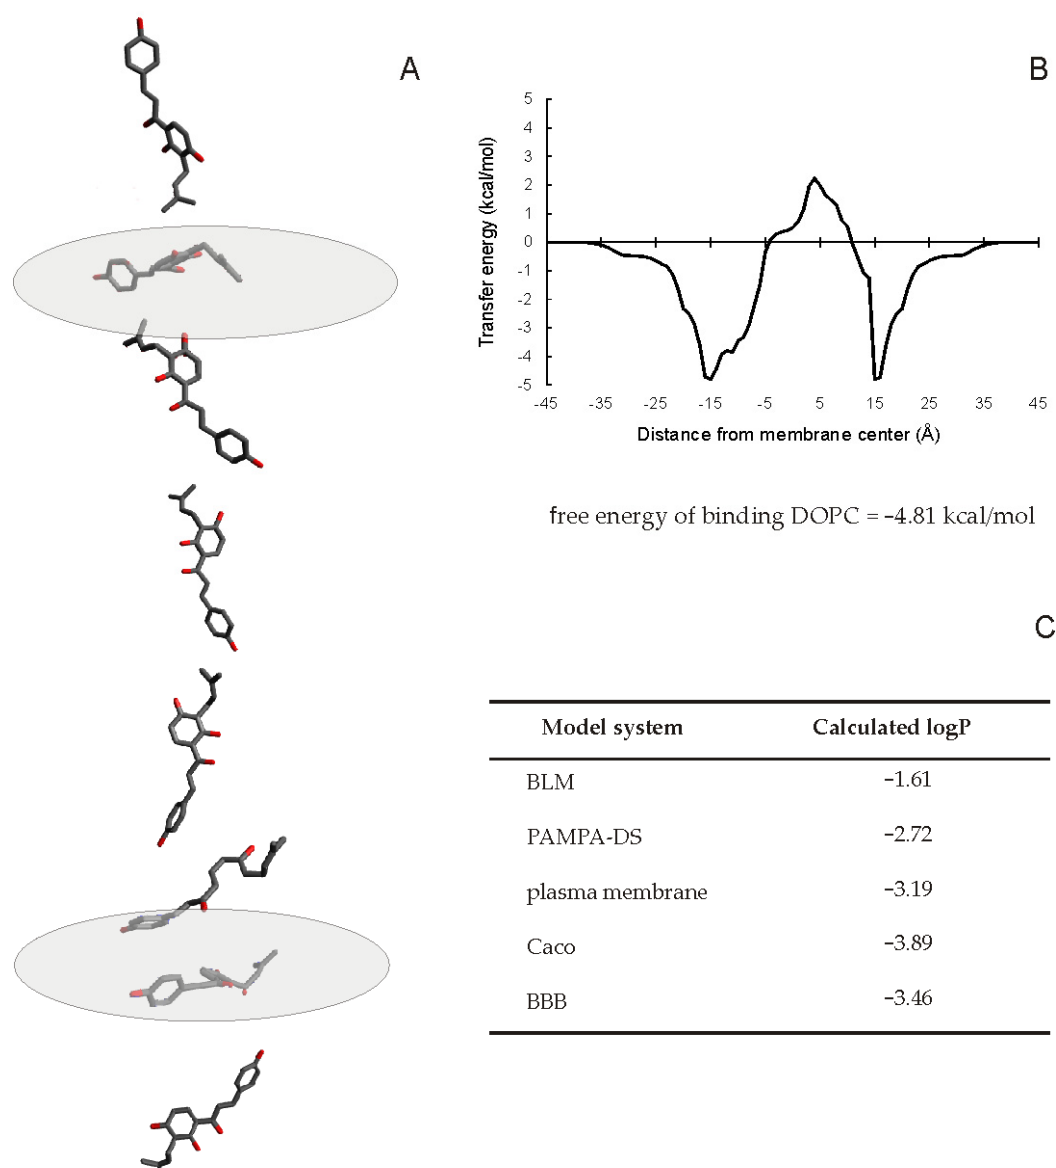 A
B
5
4
3
2
1
0
-1
-2
-3
-4
-5
Transfer energy (kcal/mol)
-45 -35 -25 -15 -5 5 15 25 35 45
Distance from membrane center (Å)
free energy of binding DOPC = −4.81 kcal/mol
C
Model system Calculated logP
BLM −1.61
PAMPA-DS −2.72
plasma membrane −3.19
Caco −3.89
BBB −3.46